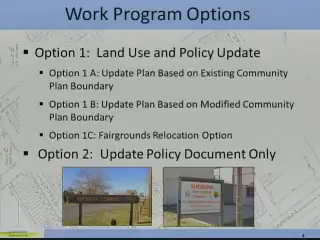 Work Program Options
Option 1: Land Use and Policy Update
Option 1 A: Update Plan Based on Existing Community
Plan Boundary
Option 1 B: Update Plan Based on Modified Community
Plan Boundary
Option 1C: Fairgrounds Relocation Option
Option 2: Update Policy Document Only